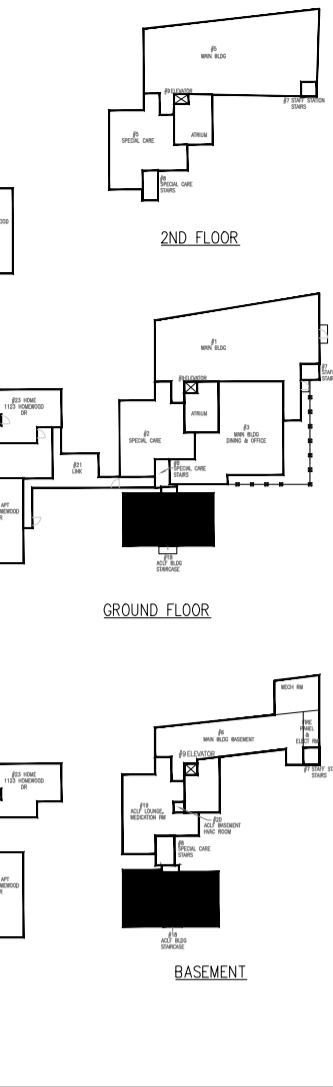 #5
MAIN BLDG
#9 ELEVATOR
#7 STAFF STATION
STAIRS
#5
SPECIAL CARE
ATRIUM
#8
SPECIAL CARE
STAIRS
2ND FLOOR
#1
MAIN BLDG
#7
STAIRS
#9 ELEVATOR
#23 HOME
1123 HOMEWOOD
DR
ATRIUM
#2
SPECIAL CARE
#3
MAIN BLDG
DINING & OFFICE
#21
LINK
#8
SPECIAL CARE
STAIRS
APT
#18
ACLF BLDG
STAIRCASE
GROUND FLOOR
MECH RM
#6
MAIN BLDG BASEMENT
FIRE
PANEL
&
ELECT RM
#9 ELEVATOR
#7 STAFF ST
STAIRS
#23 HOME
1123 HOMEWOOD
DR
#19
ACLF LOUNGE,
MEDICATION RM
#20
ACLF BASEMENT
HVAC ROOM
#8
SPECIAL CARE
STAIRS
APT
#18
ACLF BLDG
STAIRCASE
BASEMENT